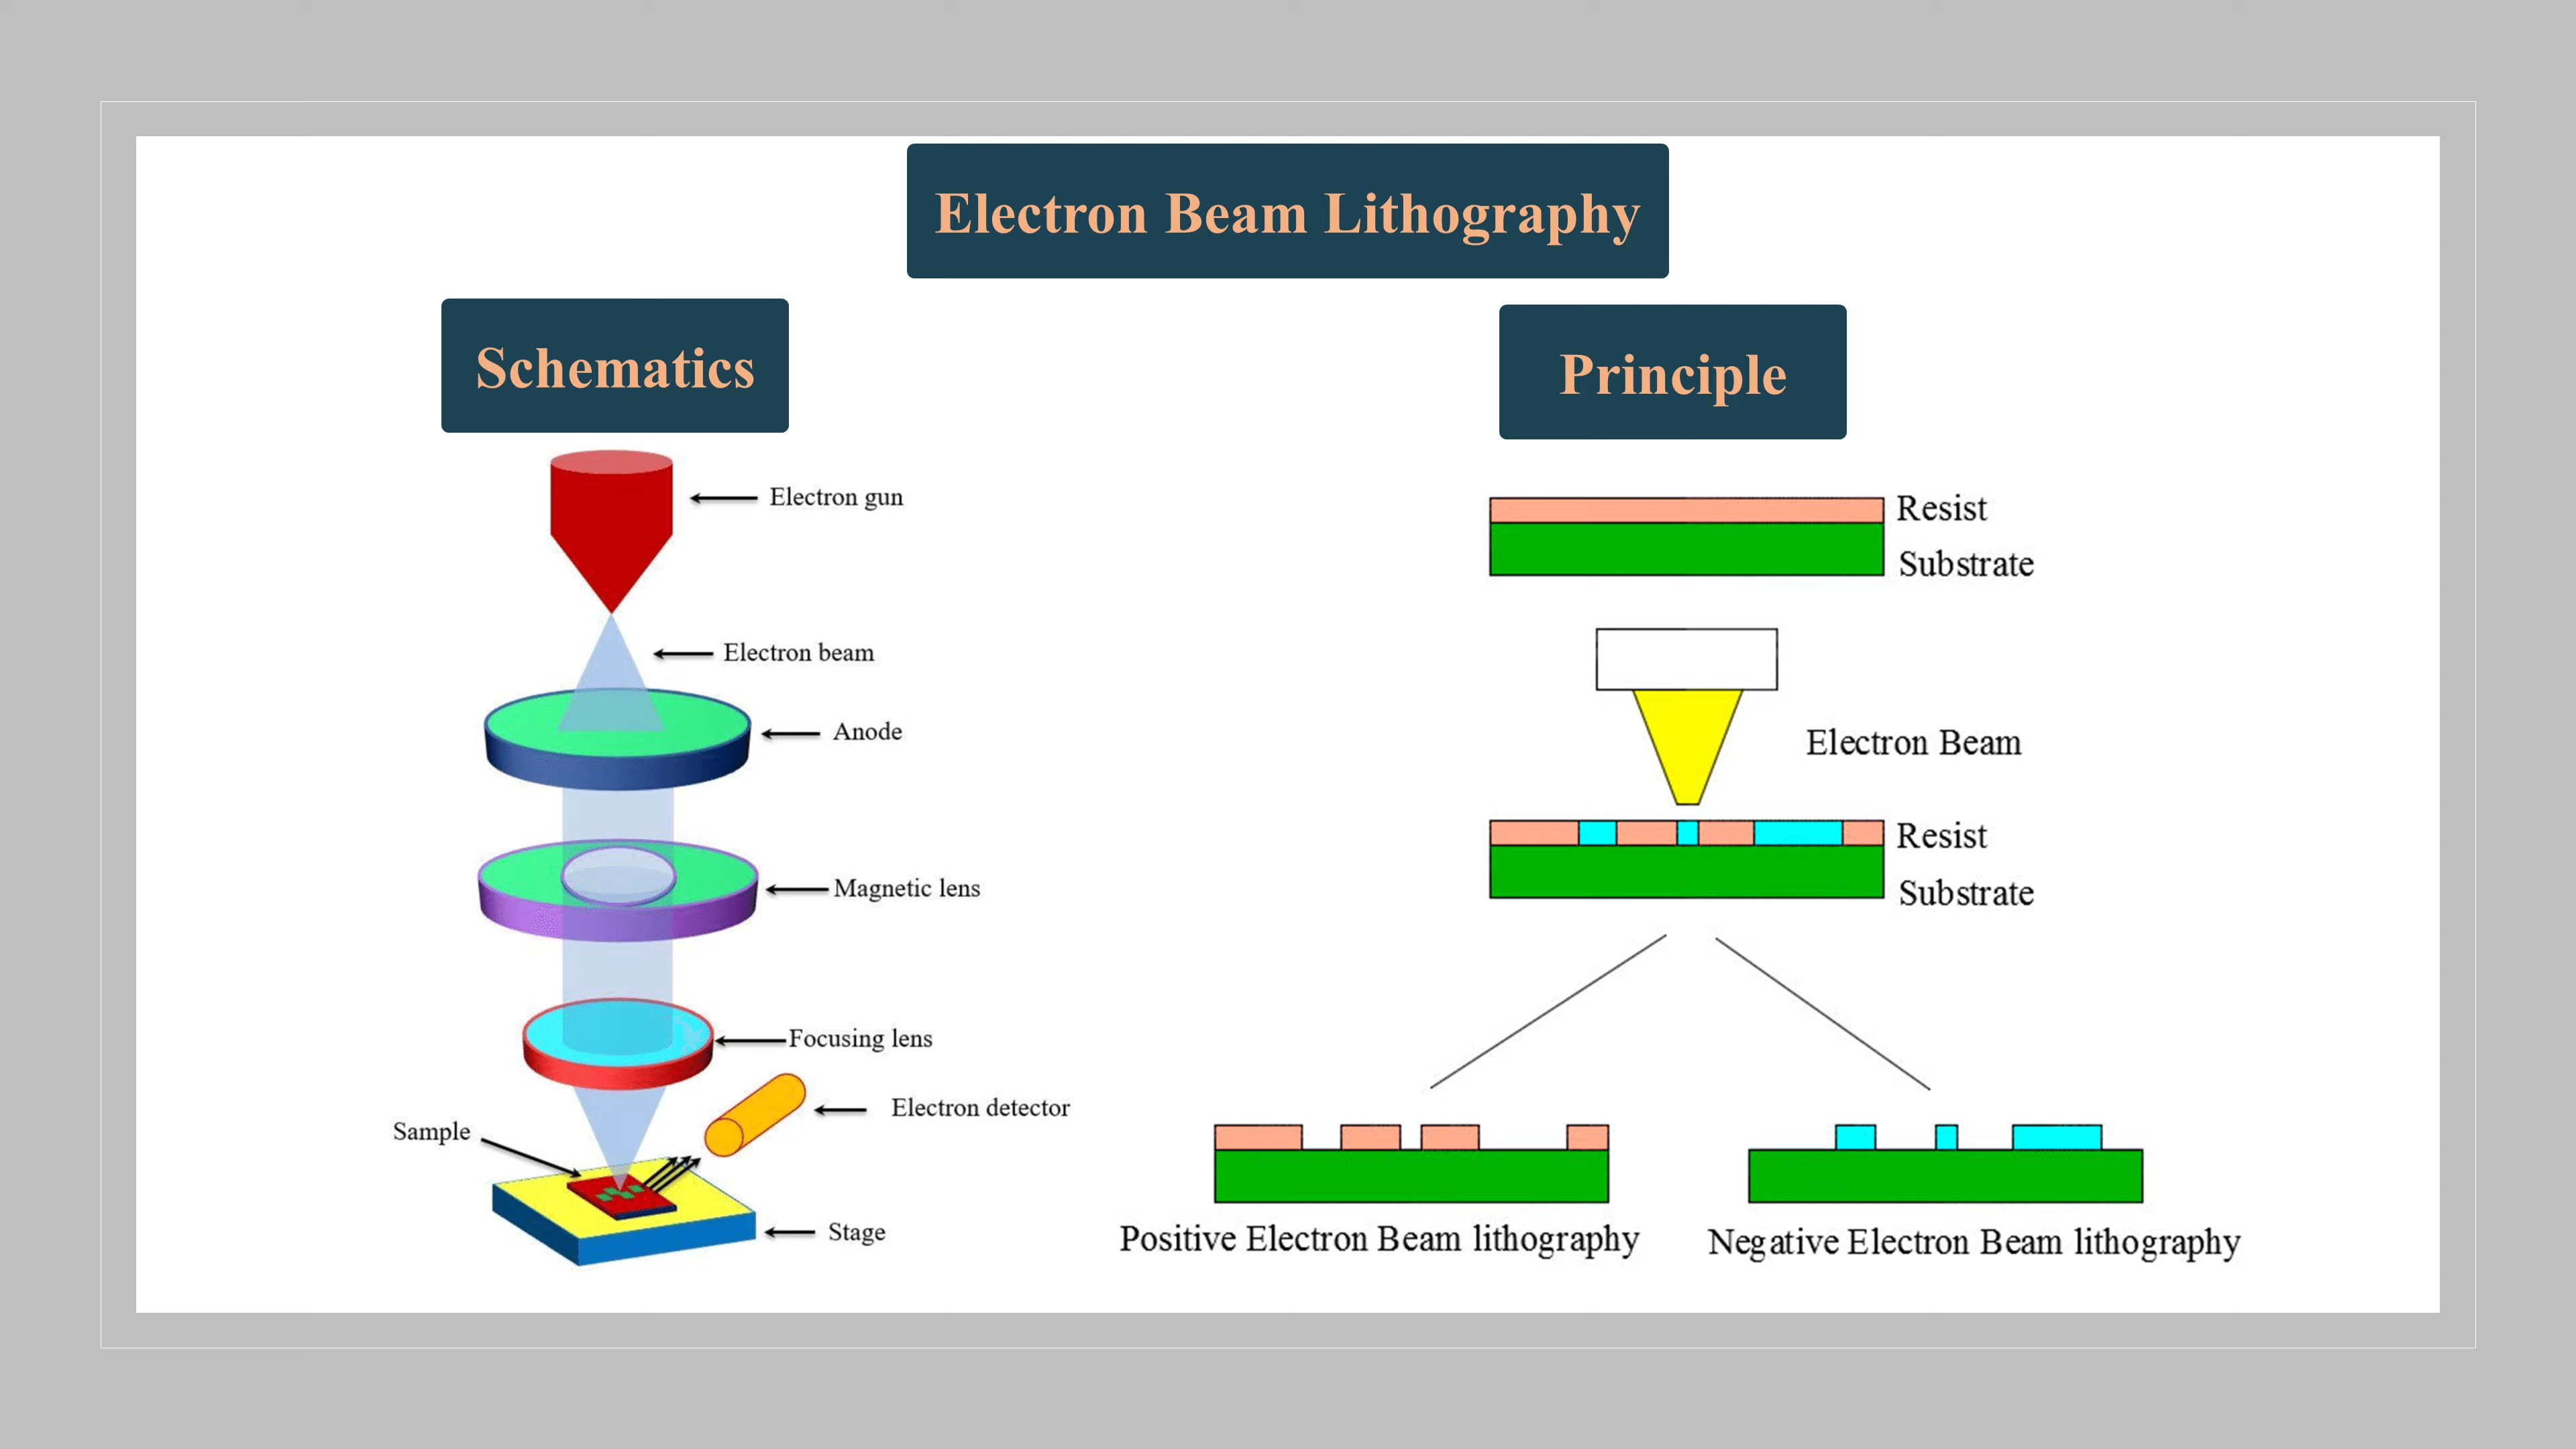 Electron Beam Lithography
Schematics
Electron gun
Electron beam
Anode
Magnetic lens
Focusing lens
Electron detector
Sample
Stage
Principle
Resist
Substrate
Electron Beam
Resist
Substrate
Positive Electron Beam lithography
Negative Electron Beam lithography